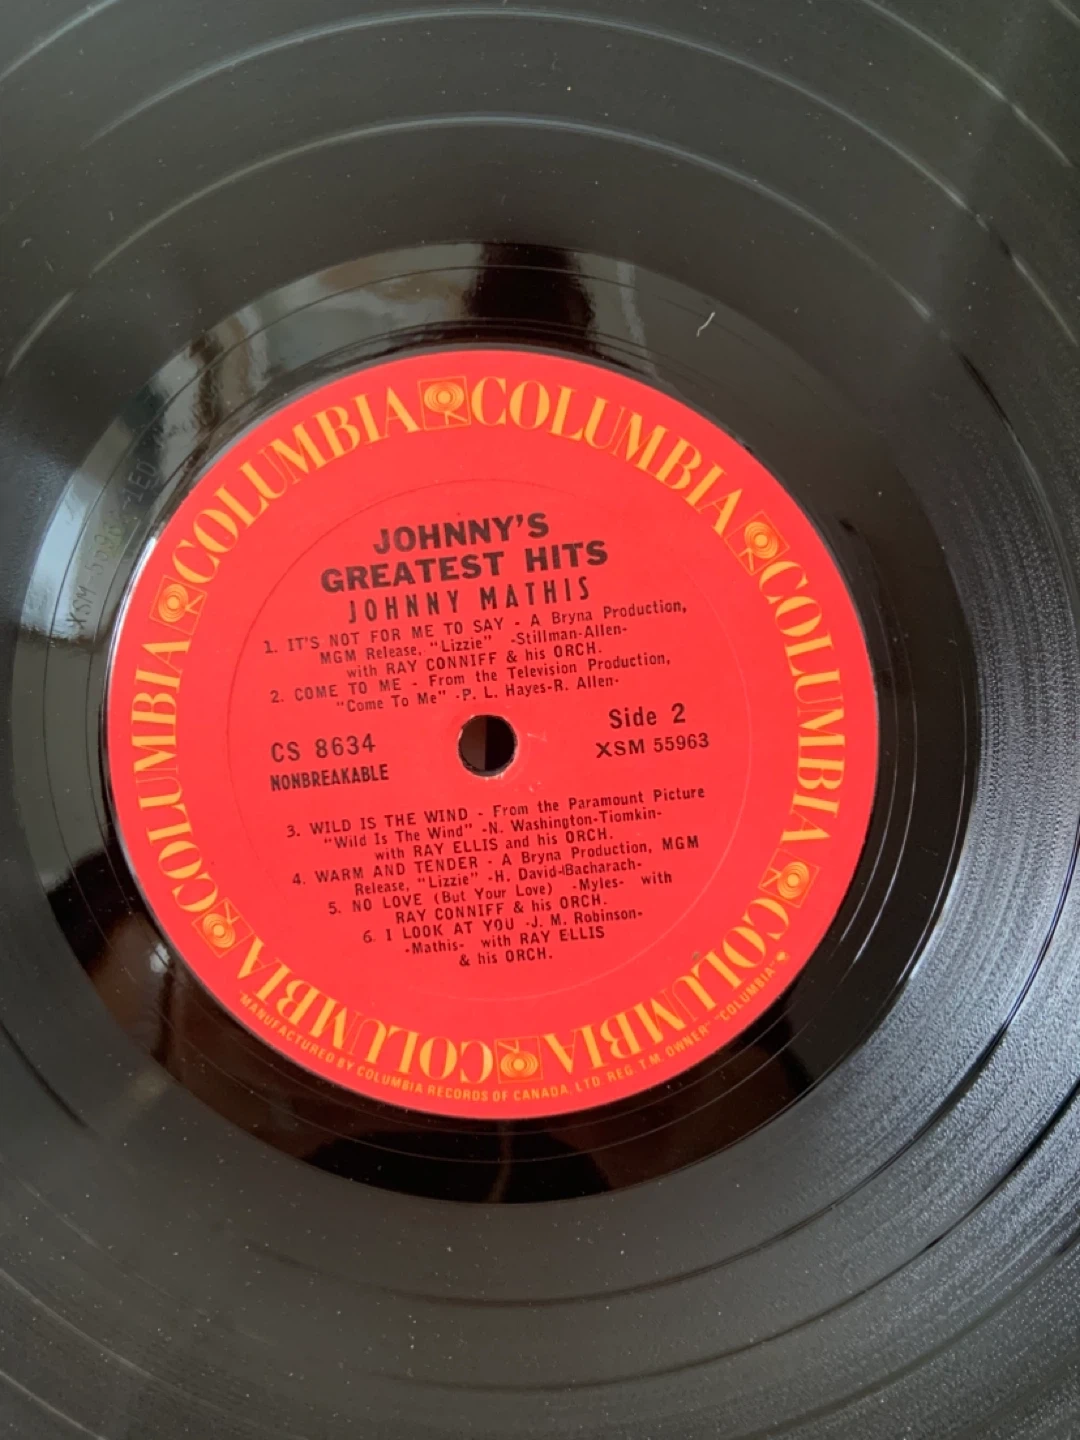 COLUMBIA COLUMBIA COLUMBIA COLUMBIA COLUMBIA COLUMBIA
JOHNNY'S
GREATEST HITS
JOHNNY MATHIS
1. IT'S NOT FOR ME TO SAY - A Bryna Production,
MGM Release, "Lizzie" -Stillman-Allen-
with RAY CONNIFF & his ORCH.
2. COME TO ME - From the Television Production,
"Come To Me" -P. L. Hayes-R. Allen-
CS 8634
NONBREAKABLE
Side 2
XSM 55963
3. WILD IS THE WIND - From the Paramount Picture
"Wild Is The Wind" -N. Washington-Tiomkin-
with RAY ELLIS and his ORCH.
4. WARM AND TENDER - A Bryna Production, MGM
Release, "Lizzie" -H. David-Bacharach-
5. NO LOVE (But Your Love) -Myles- with
RAY CONNIFF & his ORCH.
6. I LOOK AT YOU -J. M. Robinson-
-Mathis- with RAY ELLIS
& his ORCH.
"MANUFACTURED BY COLUMBIA RECORDS OF CANADA, LTD. REG. T.M. OWNER" "COLUMBIA"